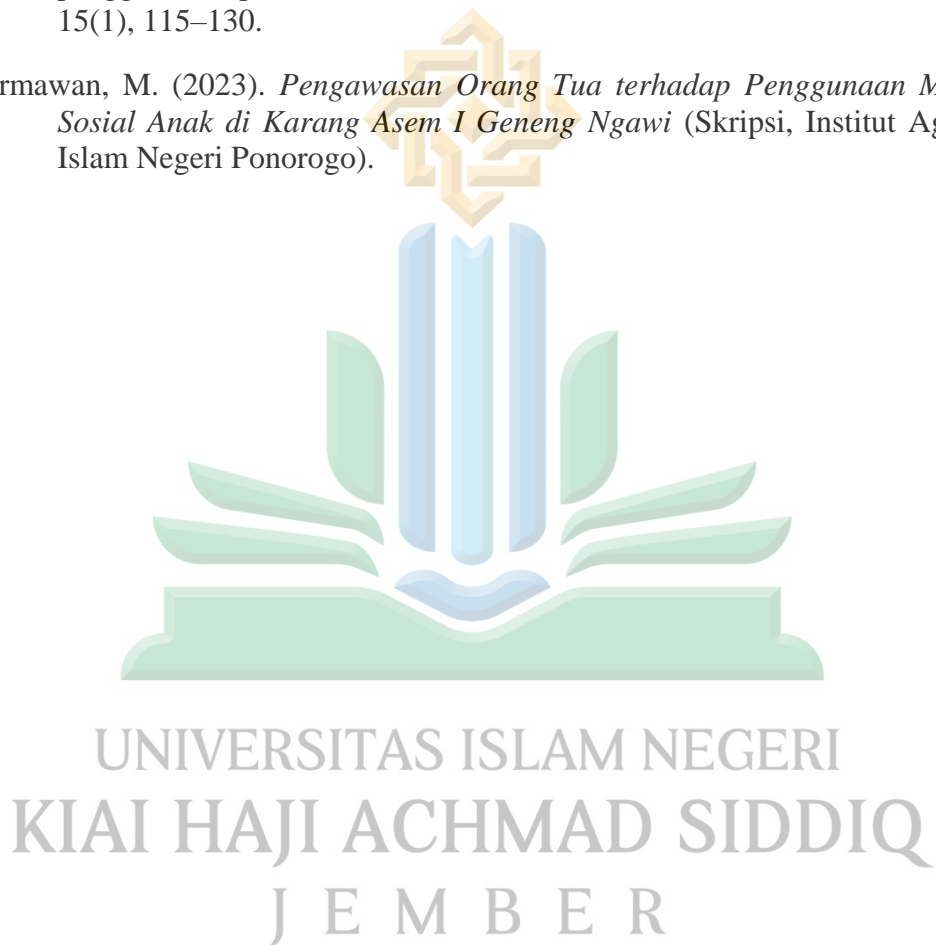 15(1), 115–130.
rmawan, M. (2023). Pengawasan Orang Tua terhadap Penggunaan M
Sosial Anak di Karang Asem I Geneng Ngawi (Skripsi, Institut Ag
Islam Negeri Ponorogo).
UNIVERSITAS ISLAM NEGERI
KIAI HAJI ACHMAD SIDDIQ
JEMBER